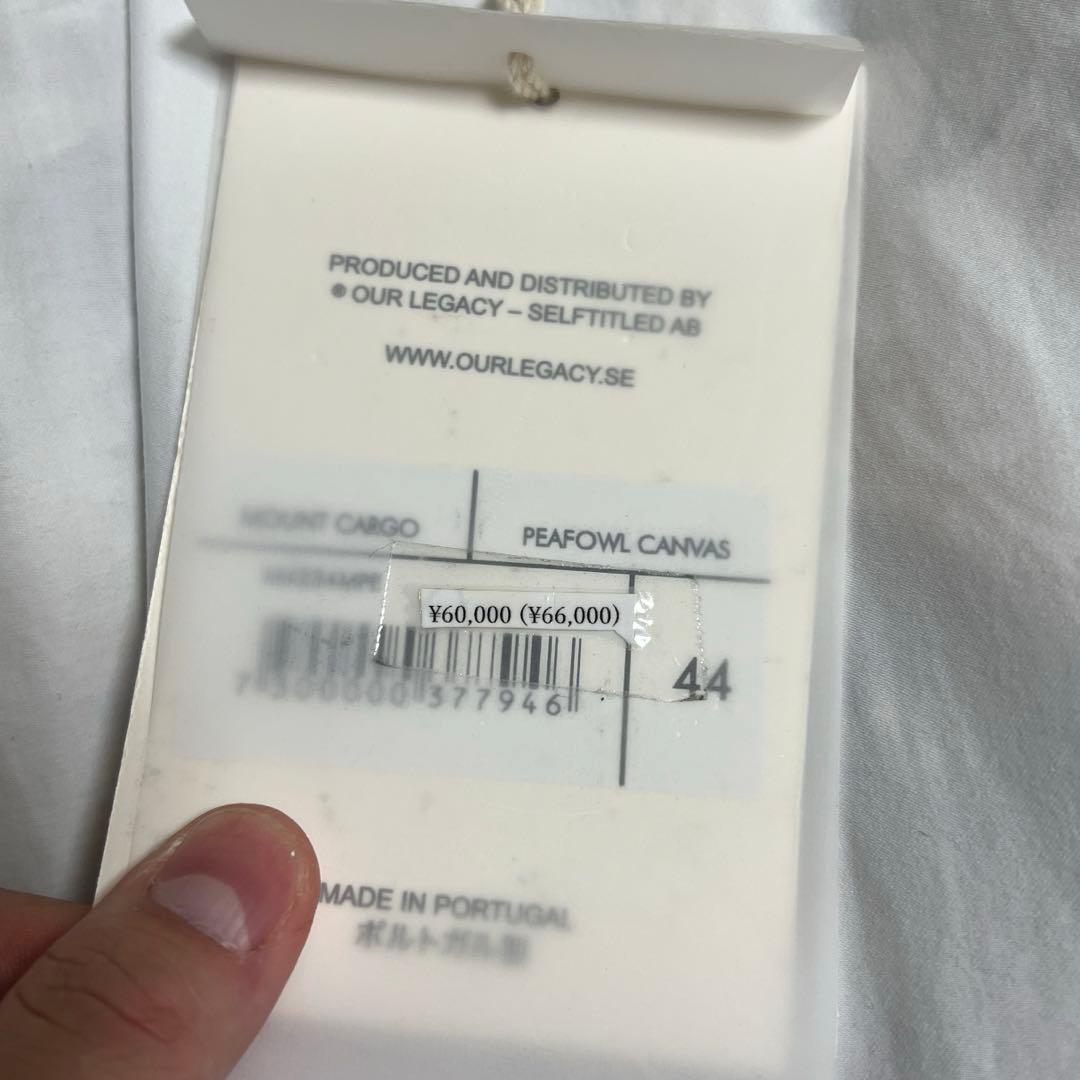 PRODUCED AND DISTRIBUTED BY
® OUR LEGACY – SELFTITLED AB
WWW.OURLEGACY.SE
MOUNT CARGO
PEAFOWL CANVAS
¥60,000 (¥66,000)
44
377946
MADE IN PORTUGAL
ポルトガル製